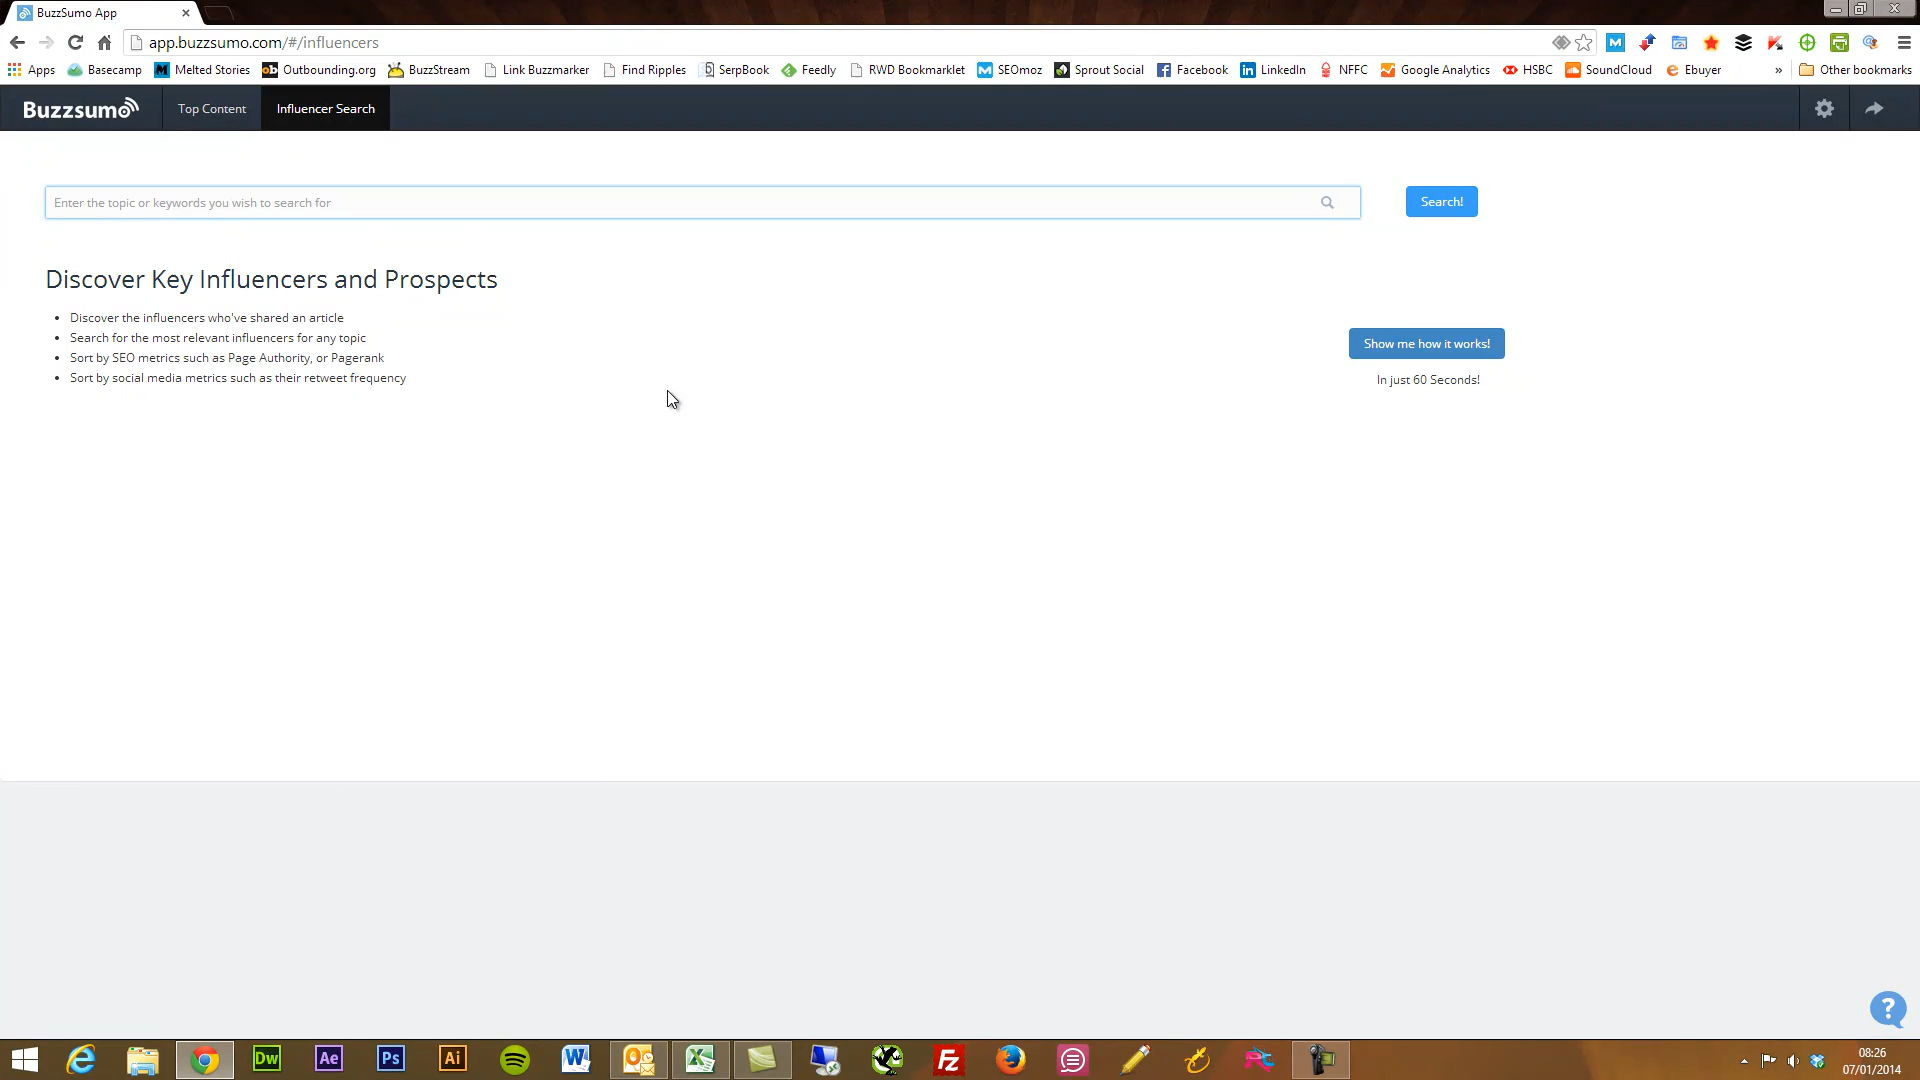 BuzzSumo App
app.buzzsumo.com/#/influencers
Apps Basecamp Melted Stories Outbounding.org BuzzStream Link Buzzmarker Find Ripples SerpBook Feedly RWD Bookmarklet SEOmoz Sprout Social Facebook LinkedIn NFFC Google Analytics HSBC SoundCloud Ebuyer » Other bookmarks
Buzzsumo Top Content Influencer Search
Enter the topic or keywords you wish to search for Search!
Discover Key Influencers and Prospects
• Discover the influencers who've shared an article
• Search for the most relevant influencers for any topic
• Sort by SEO metrics such as Page Authority, or Pagerank
• Sort by social media metrics such as their retweet frequency
Show me how it works!
In just 60 Seconds!
?
Dw Ae Ps Ai W Fz
08:26
07/01/2014